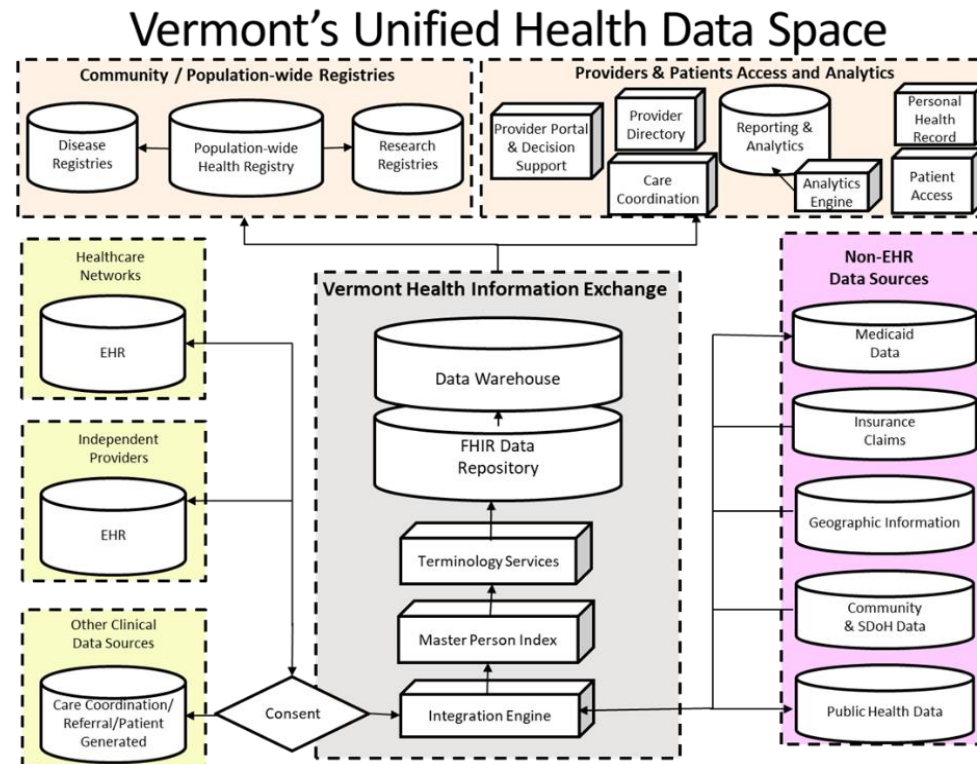 Vermont's Unified Health Data Space
Community / Population-wide Registries
Disease
Registries
Population-wide
Health Registry
Research
Registries
Providers & Patients Access and Analytics
Provider Portal
& Decision
Support
Provider
Directory
Care
Coordination
Reporting &
Analytics
Analytics
Engine
Personal
Health
Record
Patient
Access
Healthcare
Networks
EHR
Independent
Providers
EHR
Other Clinical
Data Sources
Care Coordination/
Referral/Patient
Generated
Consent
Vermont Health Information Exchange
Data Warehouse
FHIR Data
Repository
Terminology Services
Master Person Index
Integration Engine
Non-EHR
Data Sources
Medicaid
Data
Insurance
Claims
Geographic Information
Community
& SDoH Data
Public Health Data